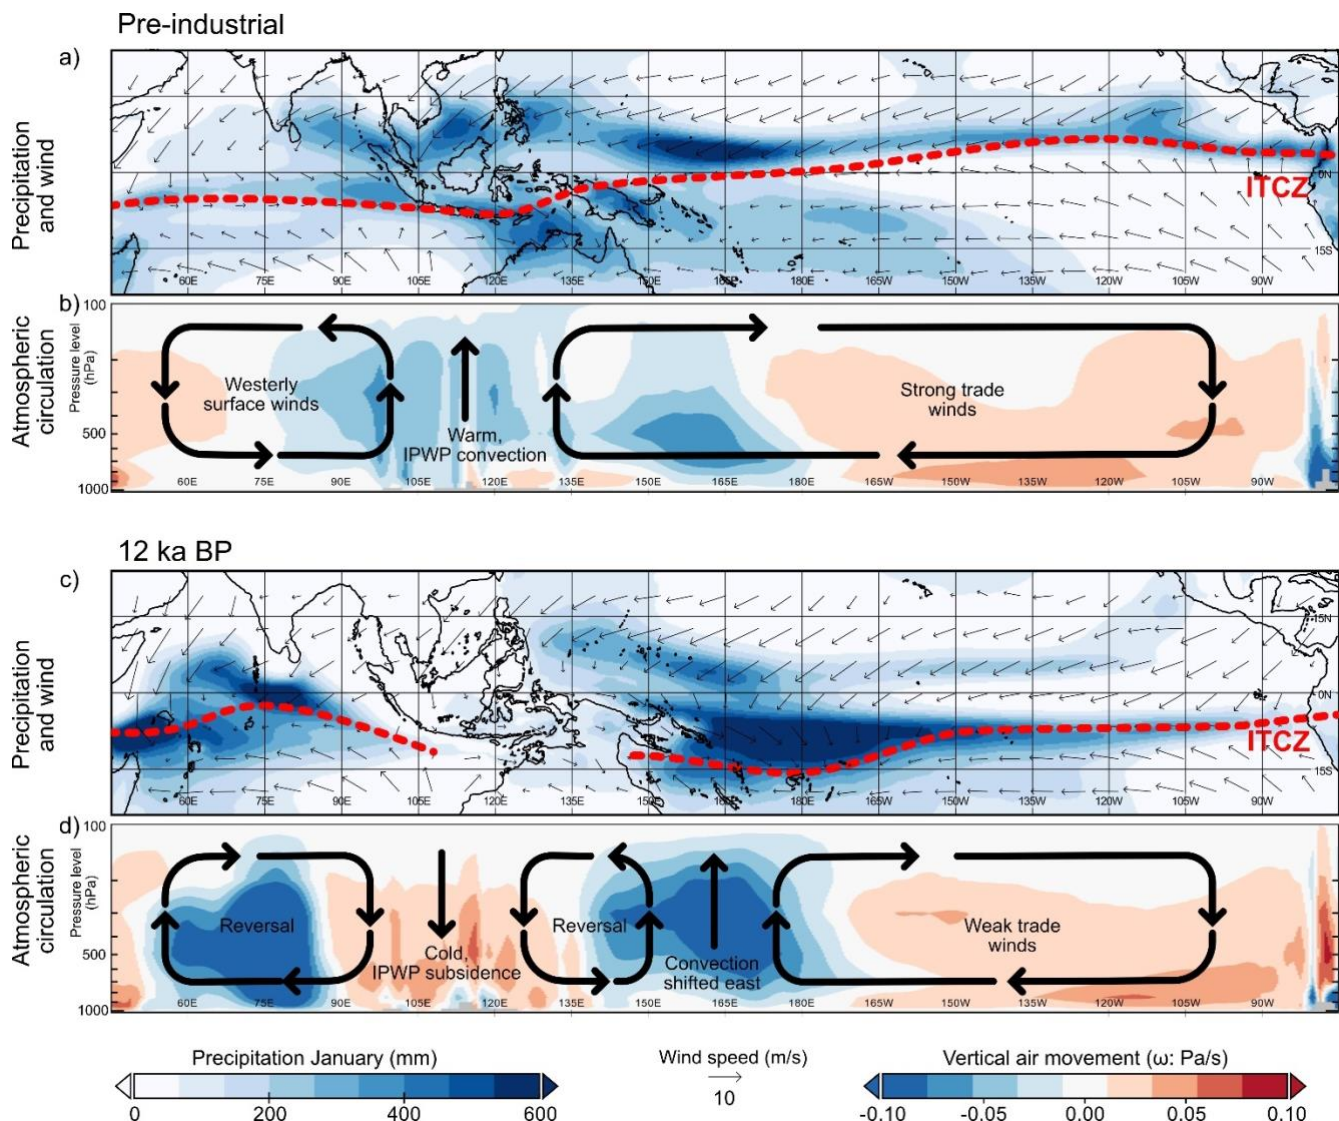 Pre-industrial
a)
Precipitation
and wind
ITCZ
0N
15S
60E 75E 90E 105E 120E 135E 150E 165E 180E 165W 150W 135W 120W 105W 90W
b)
Atmospheric
circulation
Pressure level
(hPa)
100
500
1000
Westerly
surface winds
Warm,
IPWP convection
Strong trade
winds
60E 75E 90E 105E 120E 135E 150E 165E 180E 165W 150W 135W 120W 105W 90W
12 ka BP
c)
Precipitation
and wind
15N
0N
ITCZ
15S
60E 75E 90E 105E 120E 135E 150E 165E 180E 165W 150W 135W 120W 105W 90W
d)
Atmospheric
circulation
Pressure level
(hPa)
100
500
1000
Reversal
Cold,
IPWP subsidence
Reversal
Convection
shifted east
Weak trade
winds
60E 75E 90E 105E 120E 135E 150E 165E 180E 165W 150W 135W 120W 105W 90W
Precipitation January (mm)
0 200 400 600
Wind speed (m/s)
10
Vertical air movement (ω: Pa/s)
-0.10 -0.05 0.00 0.05 0.10